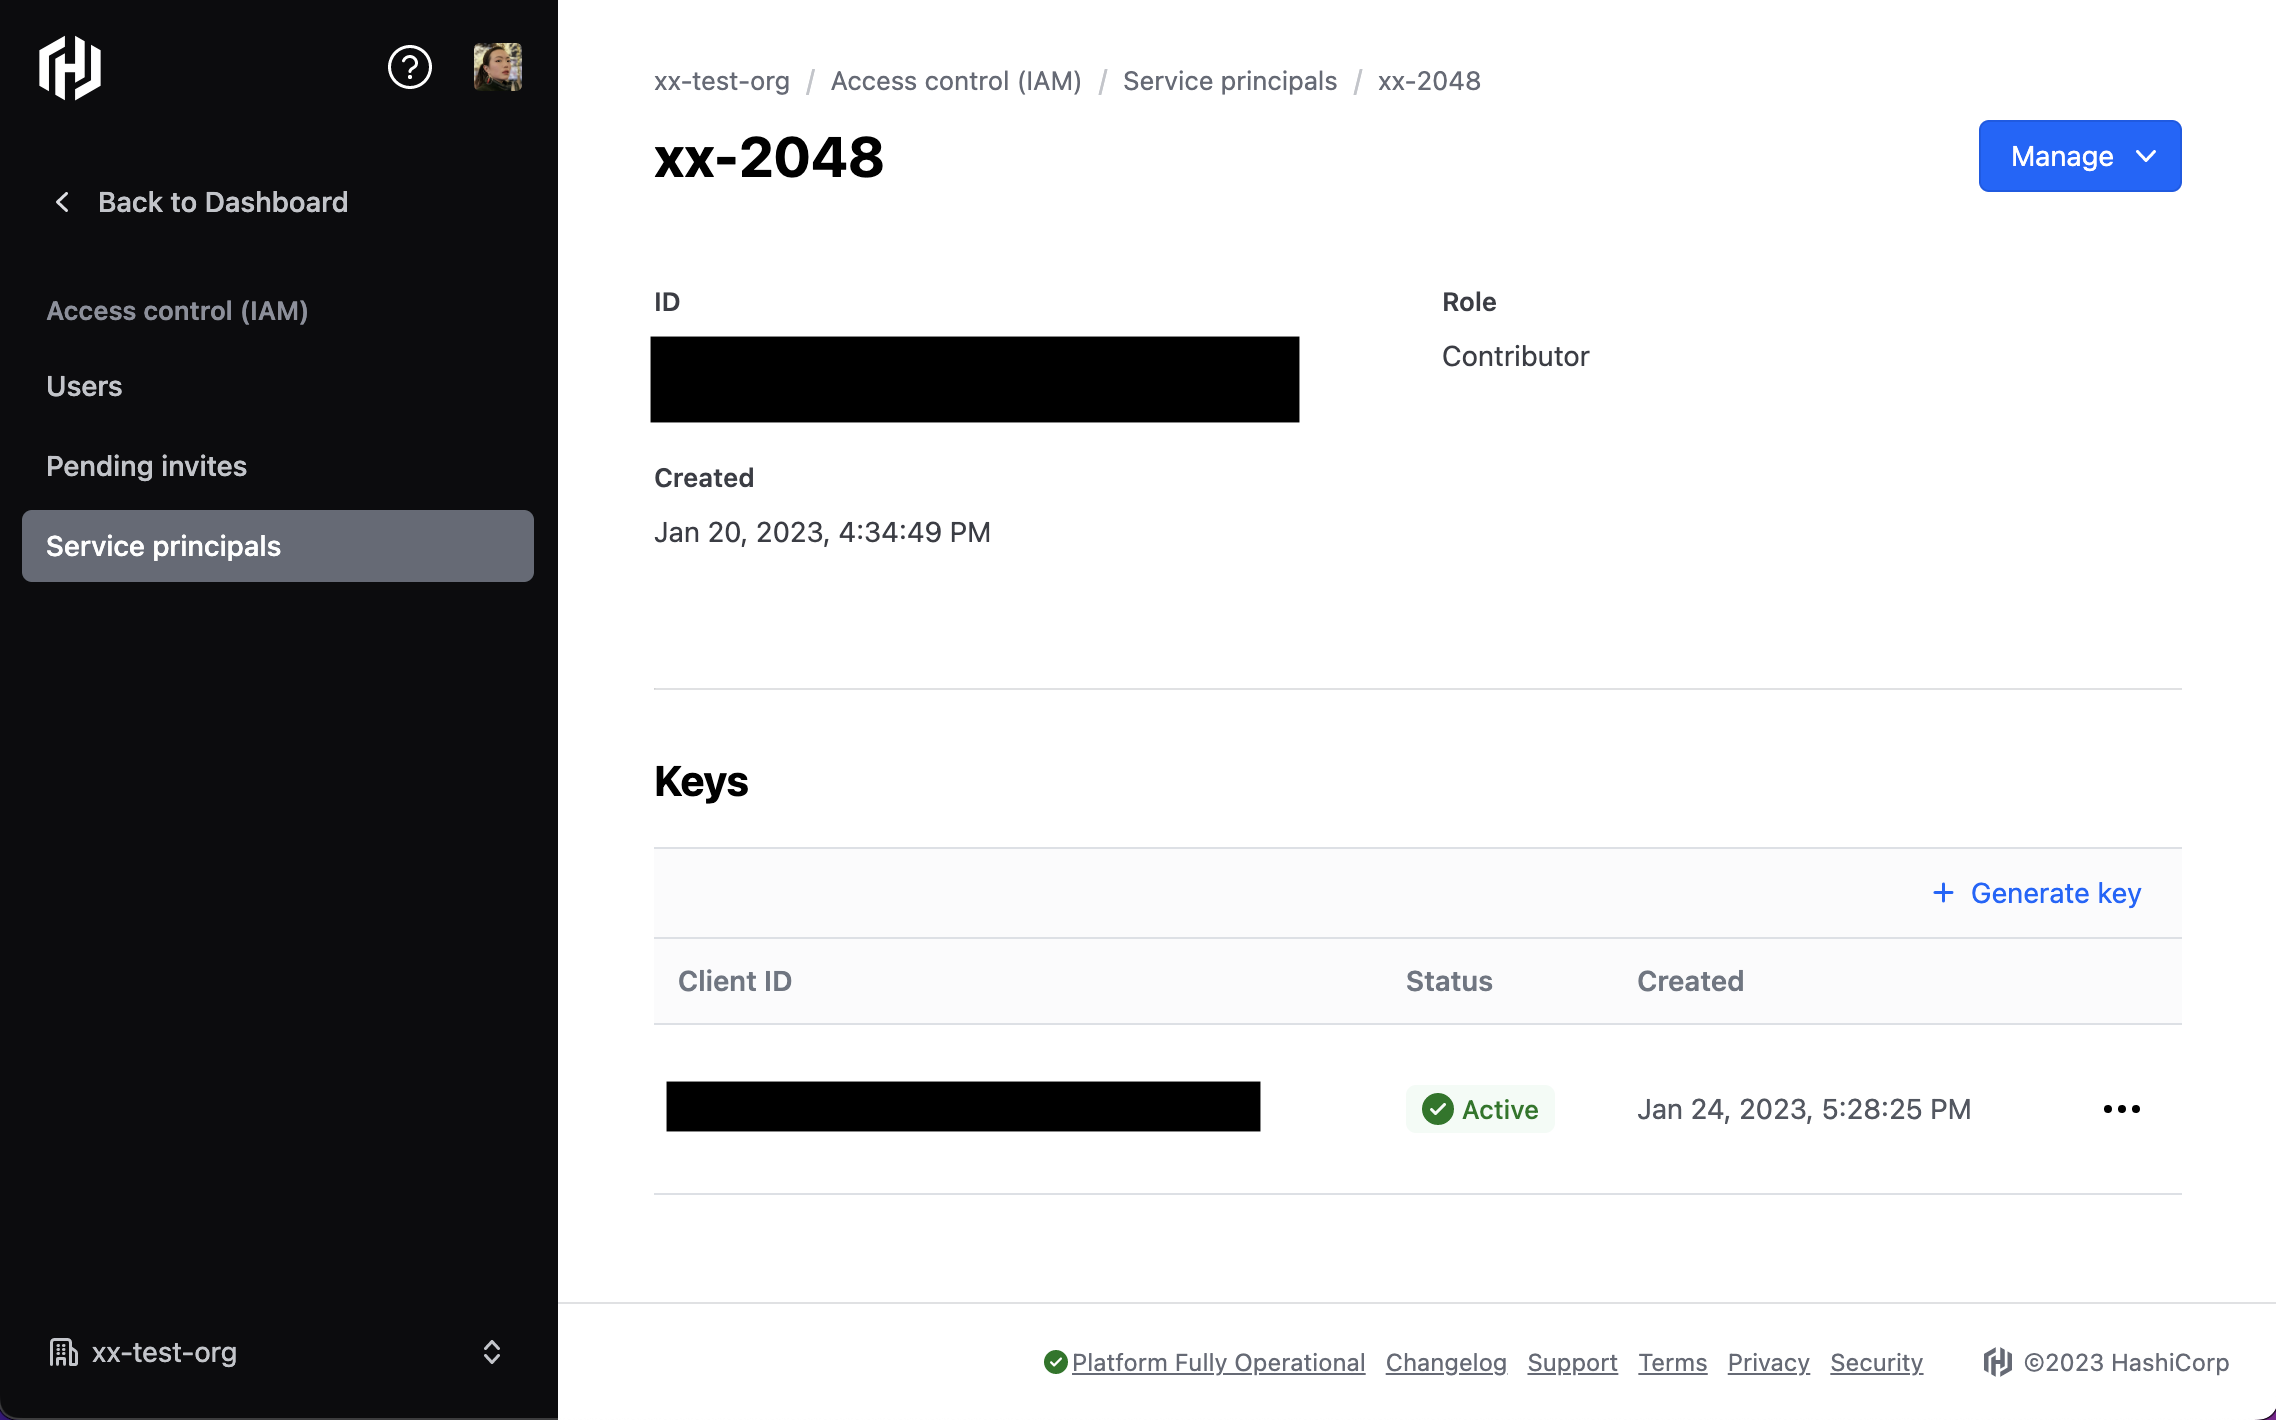 Back to Dashboard
Access control (IAM)
Users
Pending invites
Service principals
xx-test-org
xx-test-org / Access control (IAM) / Service principals / xx-2048
xx-2048
Manage
ID
Role
Contributor
Created
Jan 20, 2023, 4:34:49 PM
Keys
+ Generate key
Client ID Status Created
Active Jan 24, 2023, 5:28:25 PM
Platform Fully Operational Changelog Support Terms Privacy Security ©2023 HashiCorp